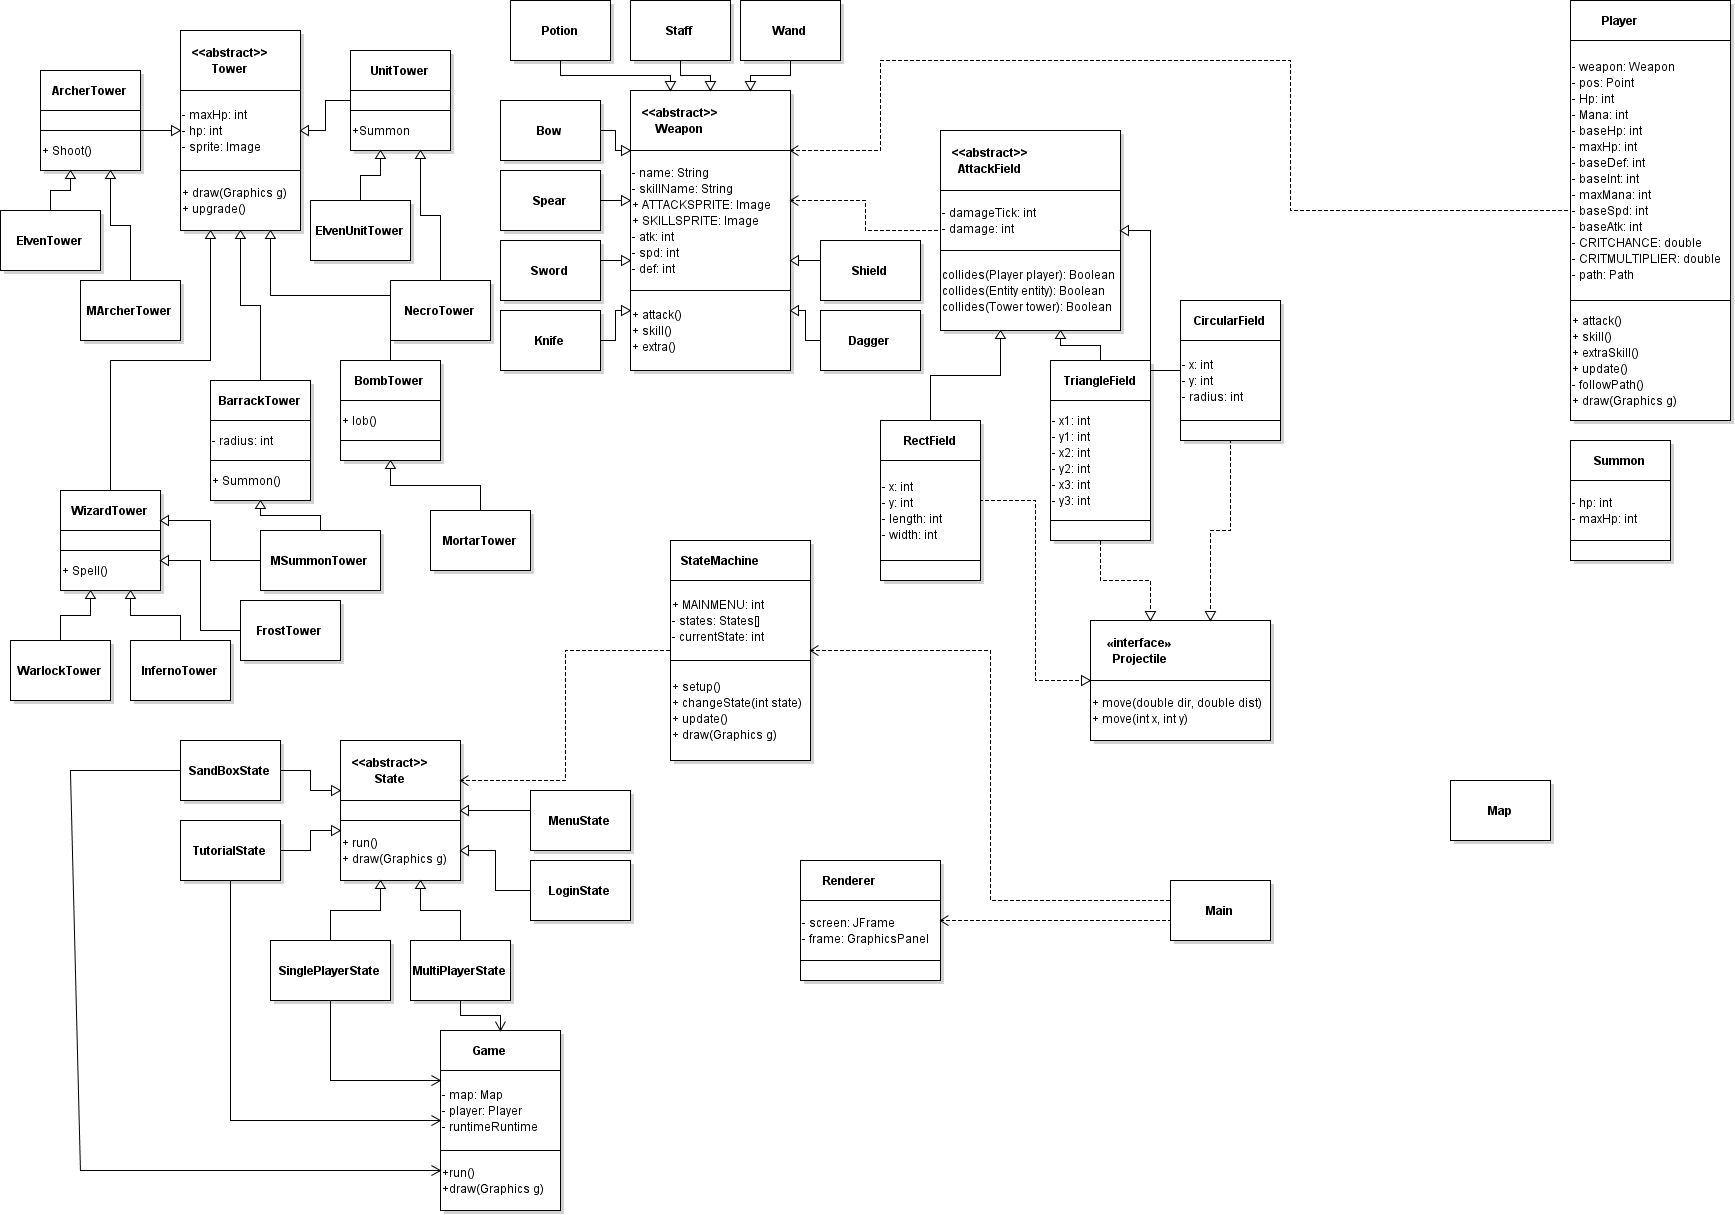 Potion
Staff
Wand
Player
- weapon: Weapon
- pos: Point
- Hp: int
- Mana: int
- baseHp: int
- maxHp: int
- baseDef: int
- baseInt: int
- maxMana: int
- baseSpd: int
- baseAtk: int
- CRITCHANCE: double
- CRITMULTIPLIER: double
- path: Path
+ attack()
+ skill()
+ extraSkill()
+ update()
- followPath()
+ draw(Graphics g)
<<abstract>>
Tower
- maxHp: int
- hp: int
- sprite: Image
+ draw(Graphics g)
+ upgrade()
UnitTower
+Summon
ArcherTower
+ Shoot()
ElvenTower
MArcherTower
ElvenUnitTower
NecroTower
<<abstract>>
Weapon
- name: String
- skillName: String
+ ATTACKSPRITE: Image
+ SKILLSPRITE: Image
- atk: int
- spd: int
- def: int
+ attack()
+ skill()
+ extra()
Bow
Spear
Sword
Knife
Shield
Dagger
<<abstract>>
AttackField
- damageTick: int
- damage: int
collides(Player player): Boolean
collides(Entity entity): Boolean
collides(Tower tower): Boolean
CircularField
- x: int
- y: int
- radius: int
TriangleField
- x1: int
- y1: int
- x2: int
- y2: int
- x3: int
- y3: int
RectField
- x: int
- y: int
- length: int
- width: int
Summon
- hp: int
- maxHp: int
BombTower
+ lob()
BarrackTower
- radius: int
+ Summon()
WizardTower
+ Spell()
MSummonTower
MortarTower
FrostTower
WarlockTower
InfernoTower
StateMachine
+ MAINMENU: int
- states: States[]
- currentState: int
+ setup()
+ changeState(int state)
+ update()
+ draw(Graphics g)
«interface»
Projectile
+ move(double dir, double dist)
+ move(int x, int y)
SandBoxState
TutorialState
<<abstract>>
State
+ run()
+ draw(Graphics g)
MenuState
LoginState
Map
Renderer
- screen: JFrame
- frame: GraphicsPanel
Main
SinglePlayerState
MultiPlayerState
Game
- map: Map
- player: Player
- runtimeRuntime
+run()
+draw(Graphics g)